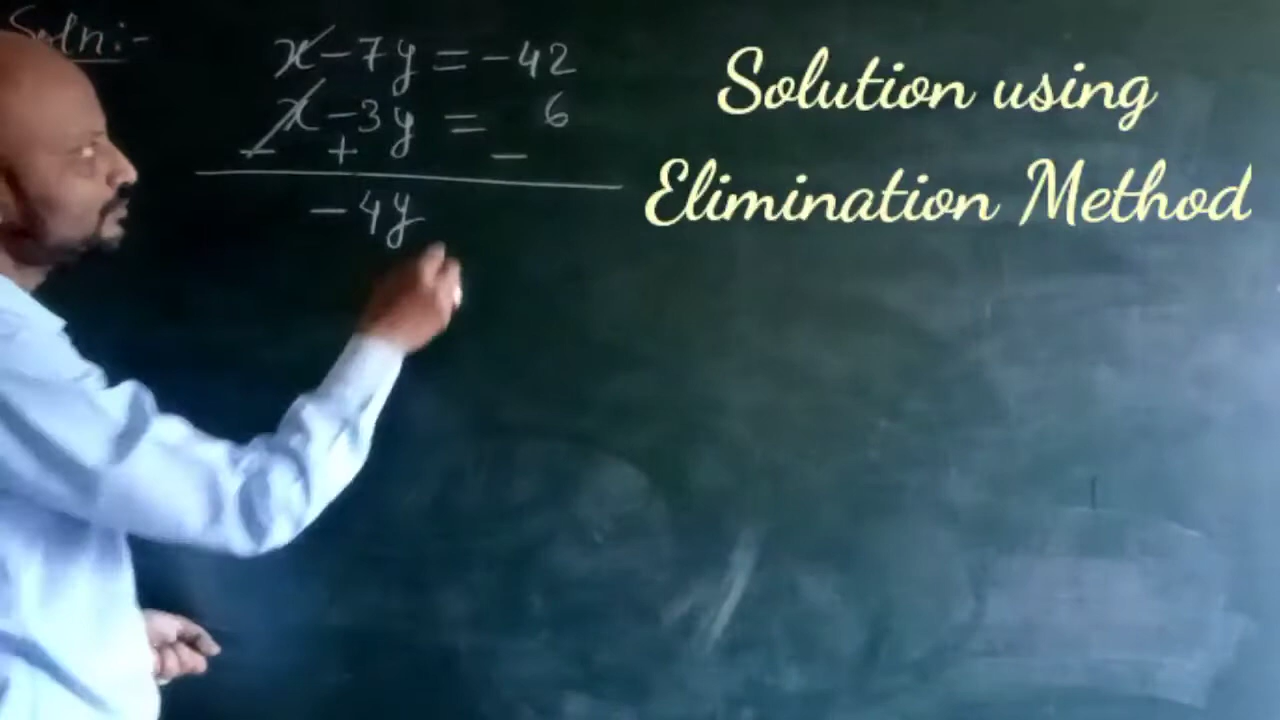 Soln:-
x-7y=-42
x-3y= 6
- + -
-4y
Solution using
Elimination Method